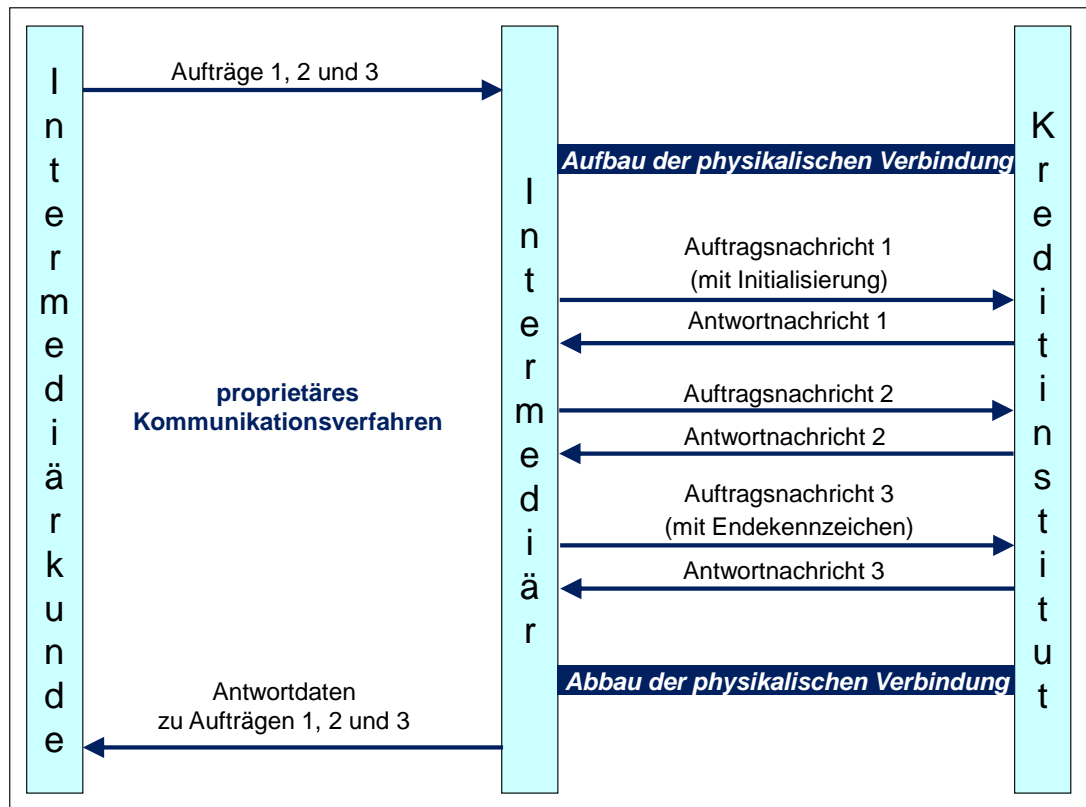 Intermediärkunde
Aufträge 1, 2 und 3
proprietäres
Kommunikationsverfahren
Antwortdaten
zu Aufträgen 1, 2 und 3
Intermediär
Aufbau der physikalischen Verbindung
Auftragsnachricht 1
(mit Initialisierung)
Antwortnachricht 1
Auftragsnachricht 2
Antwortnachricht 2
Auftragsnachricht 3
(mit Endekennzeichen)
Antwortnachricht 3
Abbau der physikalischen Verbindung
Kreditinstitut